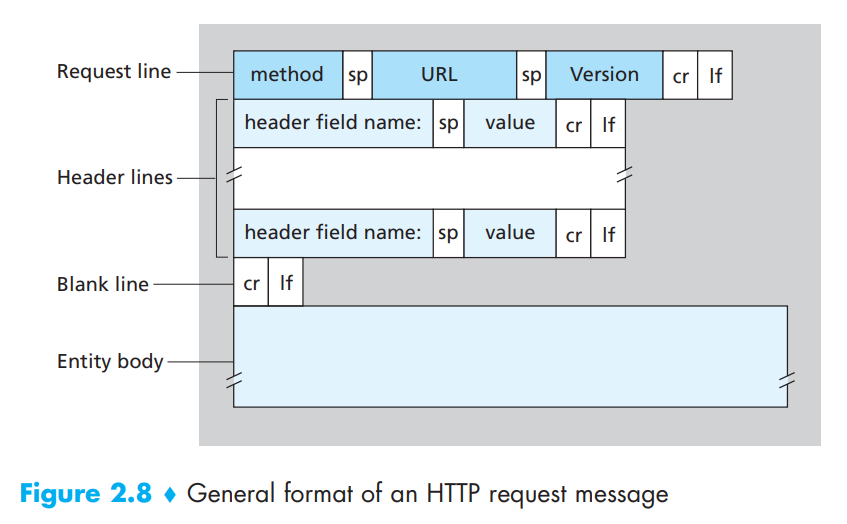 Request line method sp URL sp Version cr lf
header field name: sp value cr lf
Header lines
header field name: sp value cr lf
Blank line cr lf
Entity body
Figure 2.8 ♦ General format of an HTTP request message